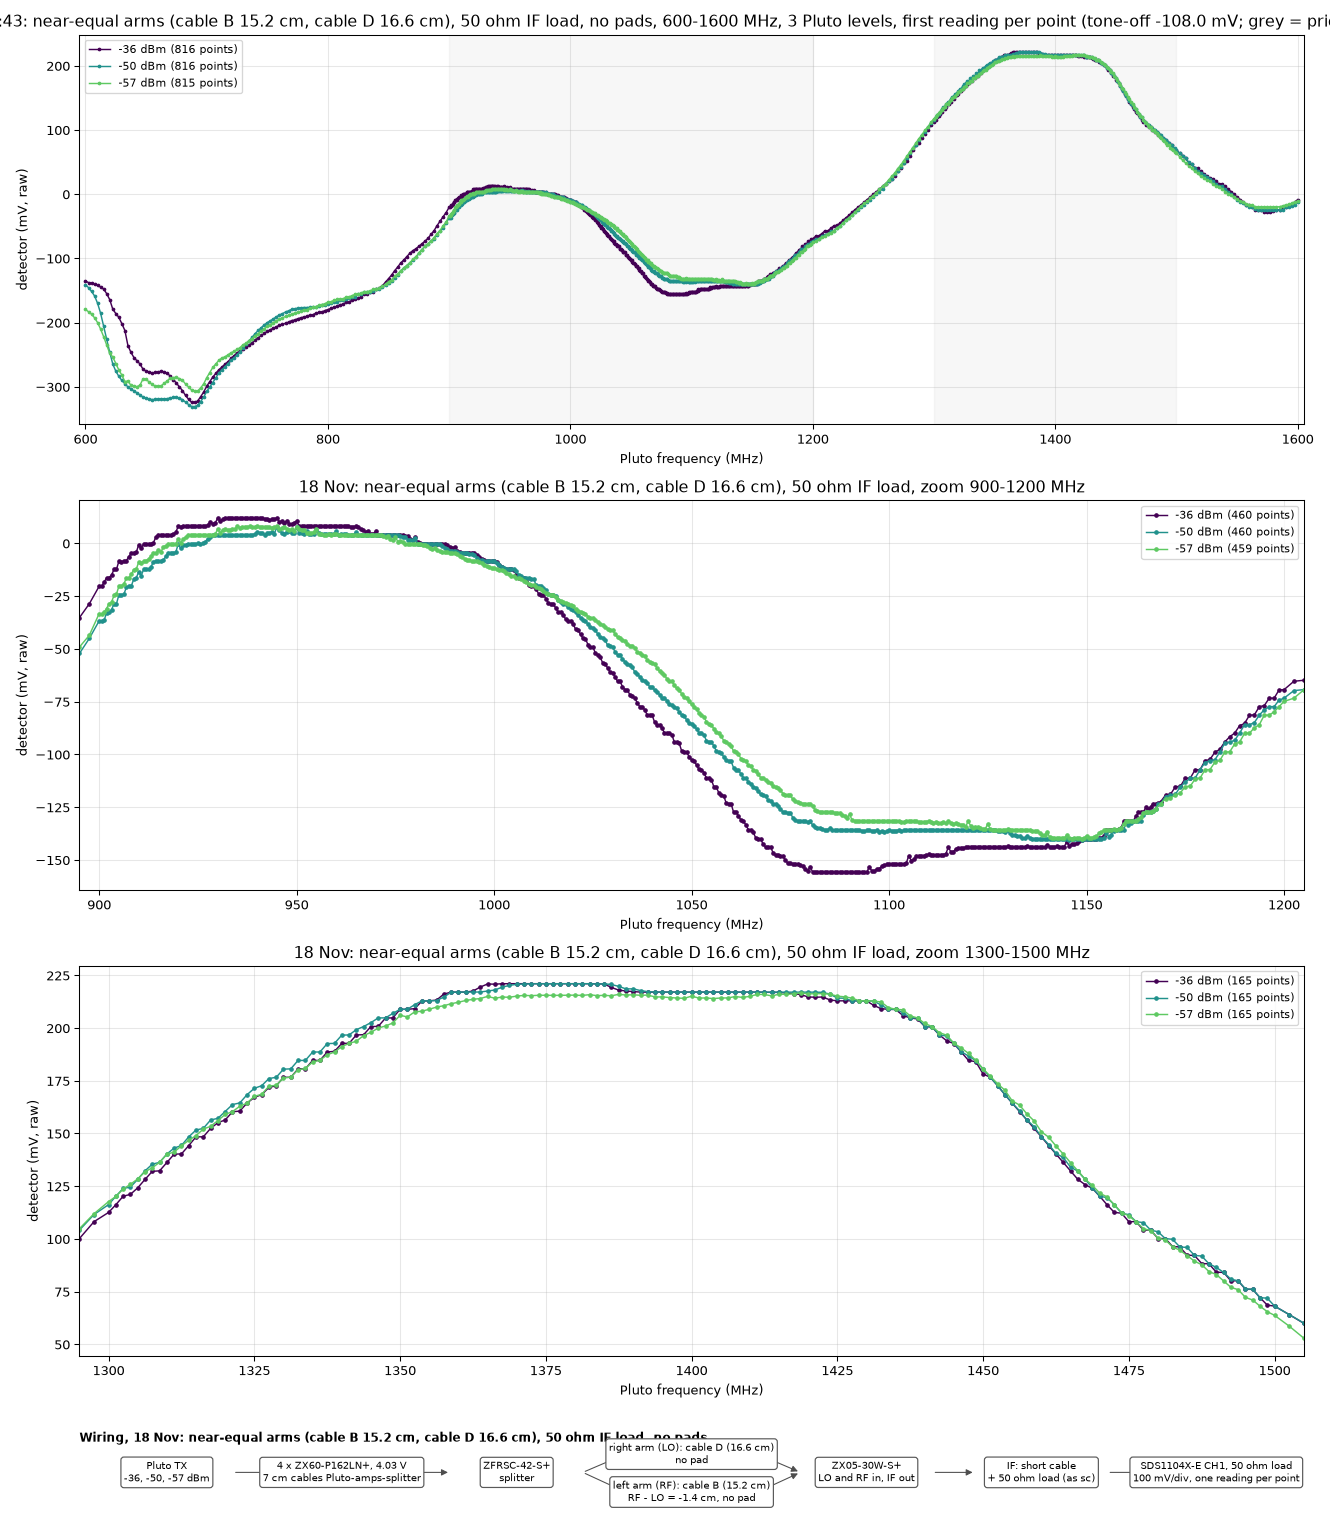 :43: near-equal arms (cable B 15.2 cm, cable D 16.6 cm), 50 ohm IF load, no pads, 600-1600 MHz, 3 Pluto levels, first reading per point (tone-off -108.0 mV; grey =
-36 dBm (816 points)
-50 dBm (816 points)
-57 dBm (815 points)
detector (mV, raw)
200
100
0
−100
−200
−300
600
800
1000
1200
1400
1600
Pluto frequency (MHz)
18 Nov: near-equal arms (cable B 15.2 cm, cable D 16.6 cm), 50 ohm IF load, zoom 900-1200 MHz
-36 dBm (460 points)
-50 dBm (460 points)
-57 dBm (459 points)
detector (mV, raw)
0
−25
−50
−75
−100
−125
−150
900
950
1000
1050
1100
1150
1200
Pluto frequency (MHz)
18 Nov: near-equal arms (cable B 15.2 cm, cable D 16.6 cm), 50 ohm IF load, zoom 1300-1500 MHz
-36 dBm (165 points)
-50 dBm (165 points)
-57 dBm (165 points)
detector (mV, raw)
225
200
175
150
125
100
75
50
1300
1325
1350
1375
1400
1425
1450
1475
1500
Pluto frequency (MHz)
Wiring, 18 Nov: near-equal arms (cable B 15.2 cm, cable D 16.6 cm), 50 ohm IF load, no pads
Pluto TX
-36, -50, -57 dBm
4 x ZX60-P162LN+, 4.03 V
7 cm cables Pluto-amps-splitter
ZFRSC-42-S+
splitter
right arm (LO): cable D (16.6 cm)
no pad
left arm (RF): cable B (15.2 cm)
RF - LO = -1.4 cm, no pad
ZX05-30W-S+
LO and RF in, IF out
IF: short cable
+ 50 ohm load (as sc)
SDS1104X-E CH1, 50 ohm load
100 mV/div, one reading per point